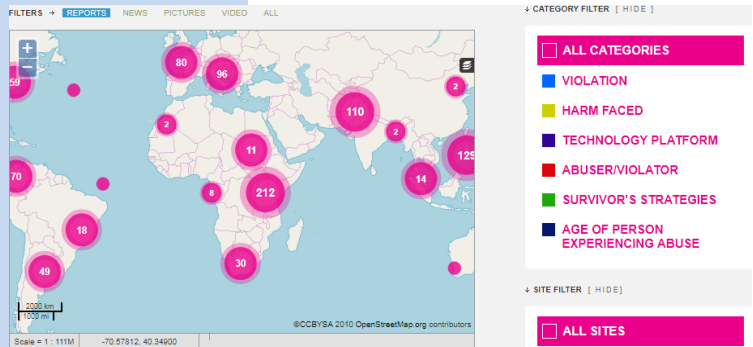 FILTERS → REPORTS NEWS PICTURES VIDEO ALL
↓ CATEGORY FILTER [ HIDE ]
+
−
ALL CATEGORIES
VIOLATION
HARM FACED
TECHNOLOGY PLATFORM
ABUSER/VIOLATOR
SURVIVOR'S STRATEGIES
AGE OF PERSON
EXPERIENCING ABUSE
↓ SITE FILTER [ HIDE]
ALL SITES
80
96
59
2
110
2
2
11
129
70
8
212
14
18
49
30
2000 km
1000 mi
©CCBYSA 2010 OpenStreetMap.org contributors
Scale = 1 : 111M
-70.57812, 40.34900